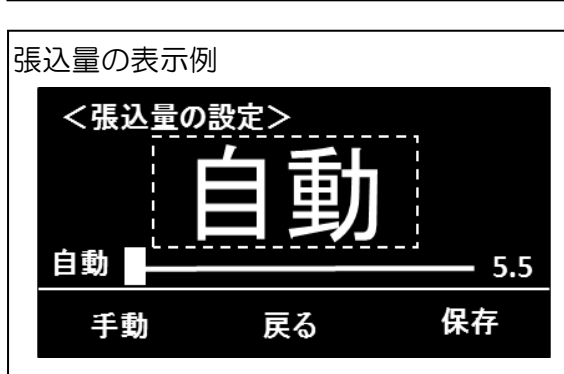 張込量の表示例
＜張込量の設定＞
自動
自動 5.5
手動 戻る 保存